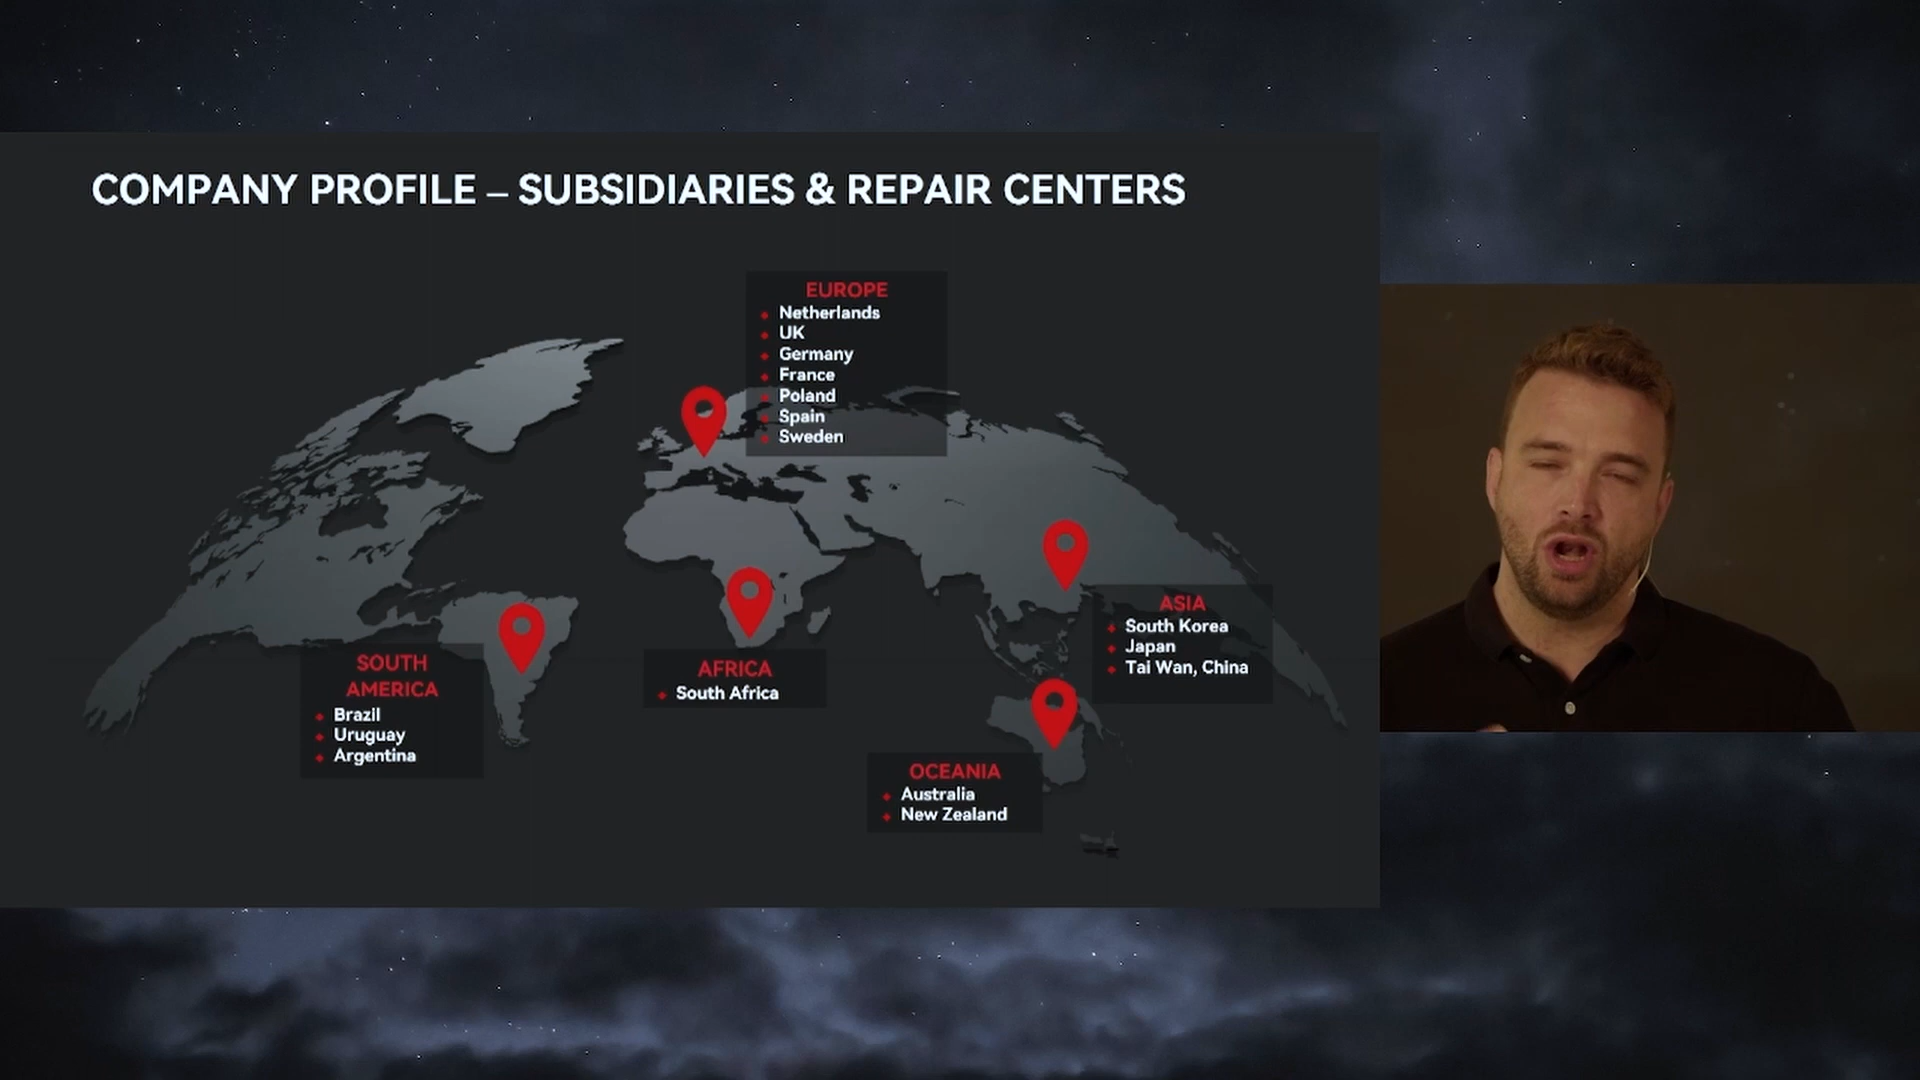 COMPANY PROFILE – SUBSIDIARIES & REPAIR CENTERS
EUROPE
Netherlands
UK
Germany
France
Poland
Spain
Sweden
ASIA
South Korea
Japan
Tai Wan, China
SOUTH
AMERICA
Brazil
Uruguay
Argentina
AFRICA
South Africa
OCEANIA
Australia
New Zealand